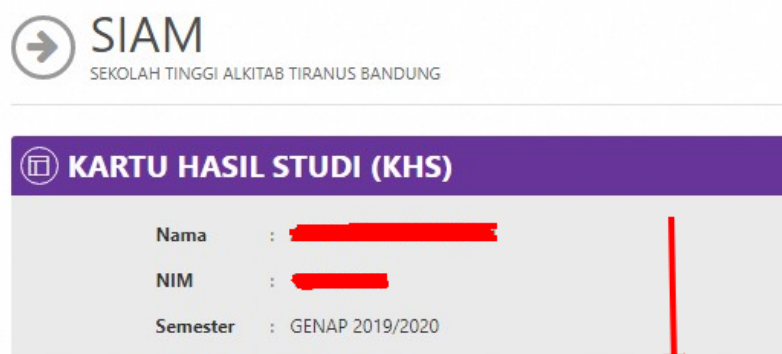 SIAM
SEKOLAH TINGGI ALKITAB TIRANUS BANDUNG
KARTU HASIL STUDI (KHS)
Nama :
NIM :
Semester : GENAP 2019/2020